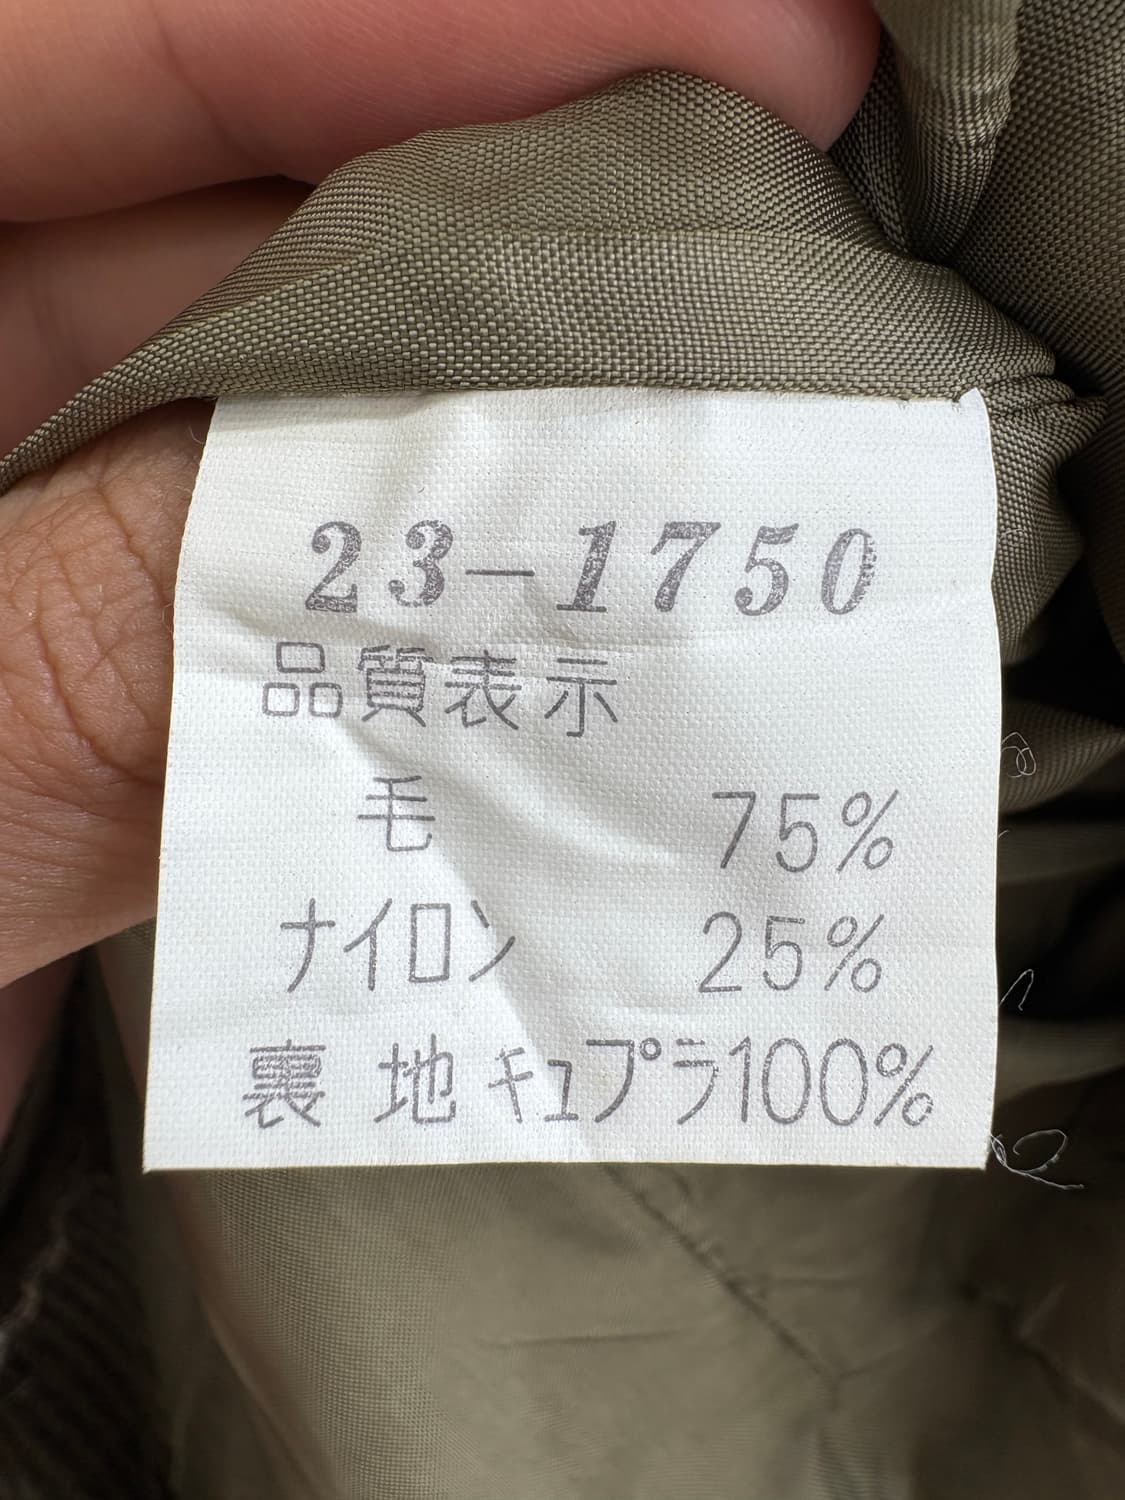 23-1750
品質表示
毛 75%
ナイロン 25%
裏地 キュプラ100%